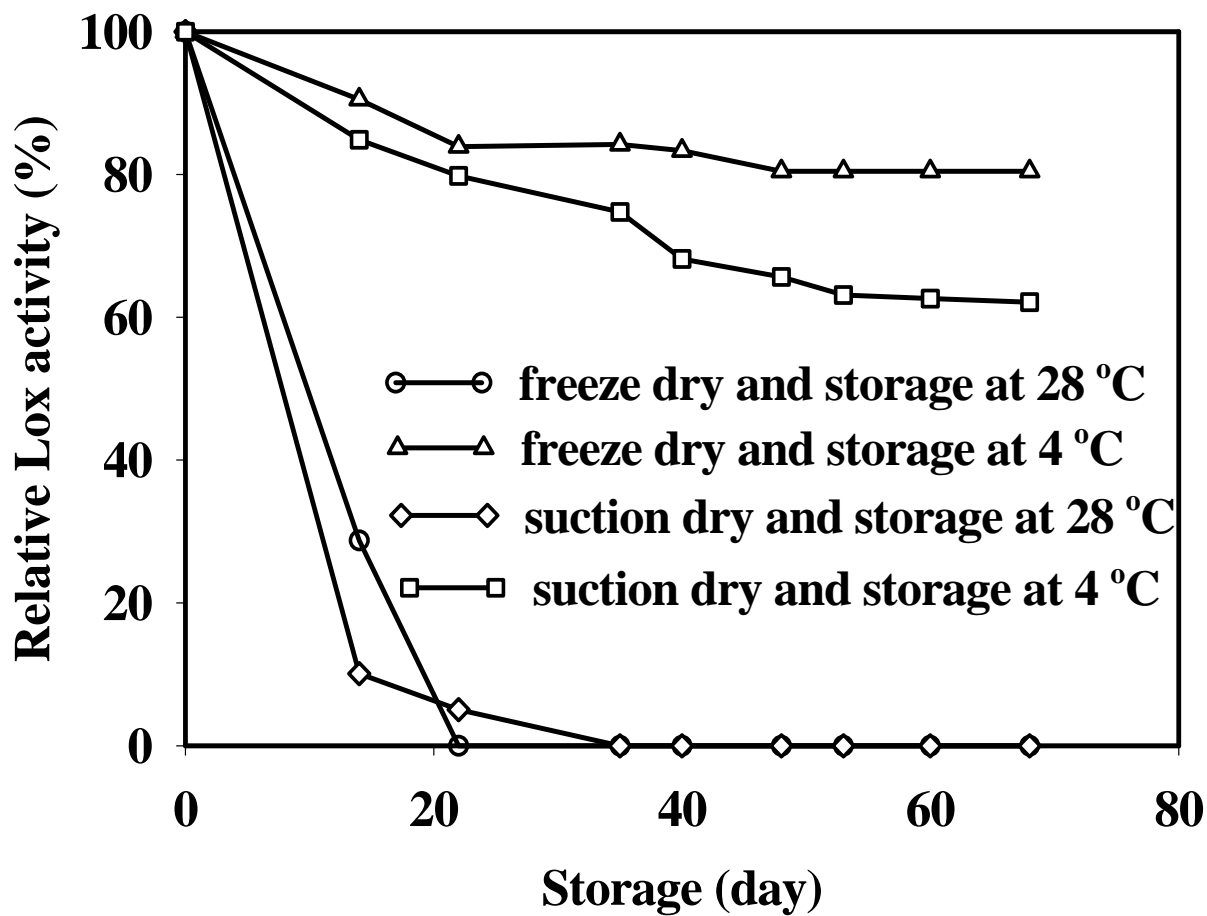 100
80
60
40
20
0
Relative Lox activity (%)
freeze dry and storage at 28 °C
freeze dry and storage at 4 °C
suction dry and storage at 28 °C
suction dry and storage at 4 °C
0 20 40 60 80
Storage (day)